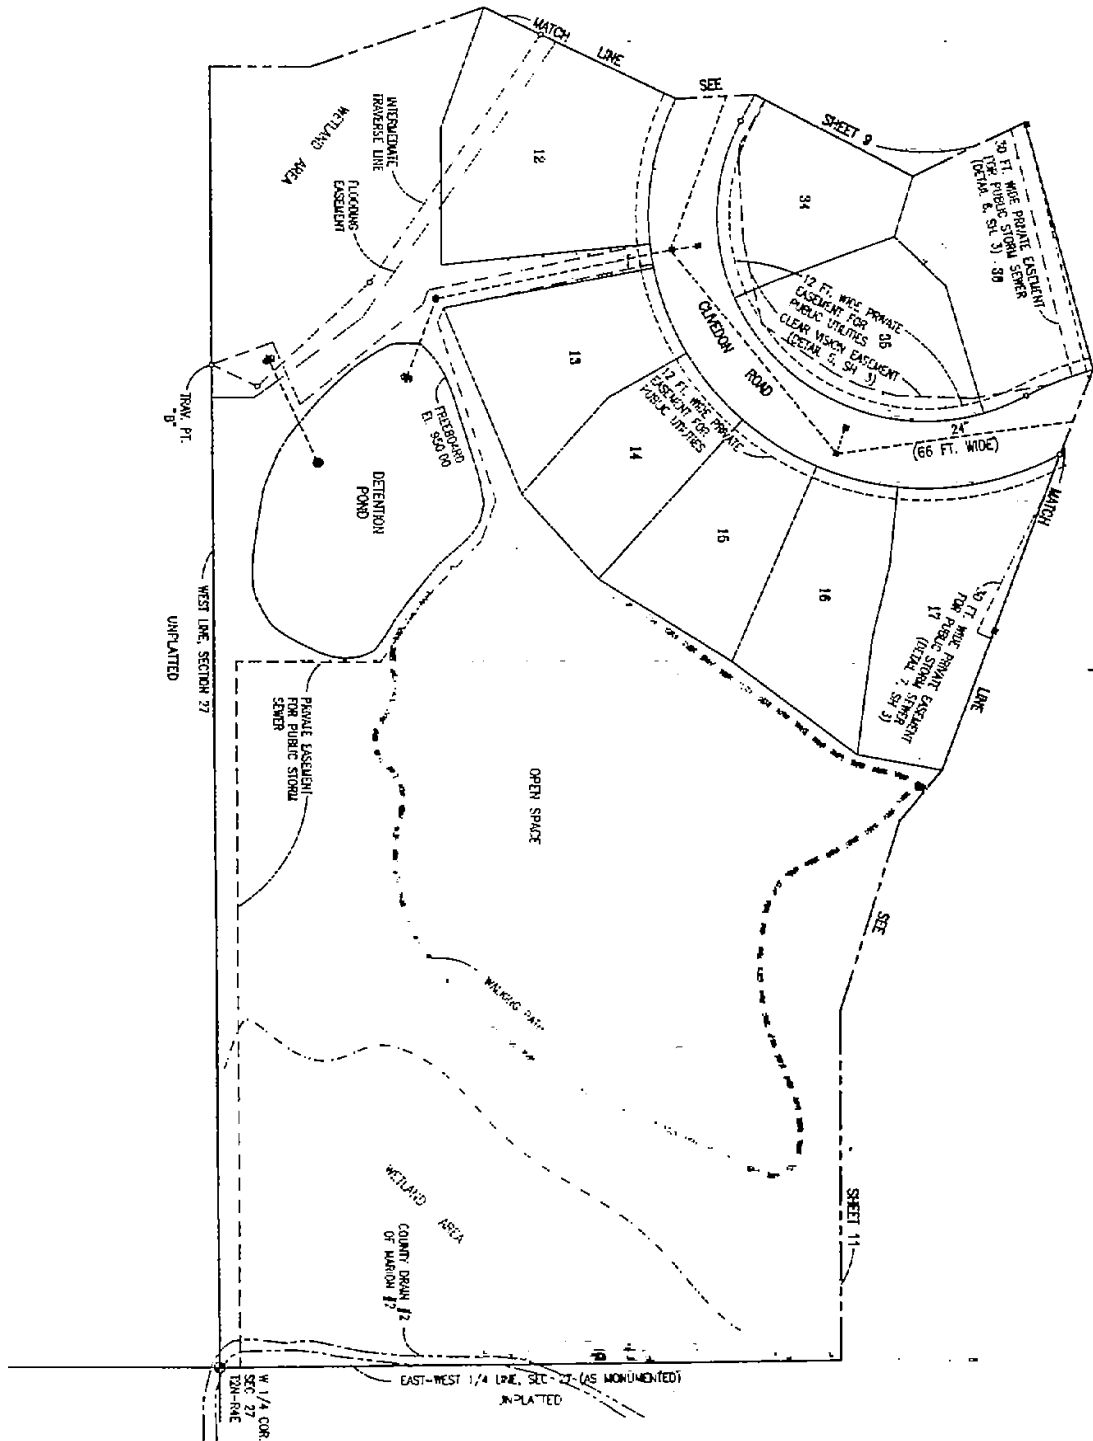 MATCH
LINE
SEE
SHEET 9
30 FT. WIDE PRIVATE EASEMENT
FOR PUBLIC STORM SEWER
(DETAIL 6, SH 3)
36
INTERMEDIATE
TRAVERSE LINE
WETLAND AREA
FLOODING
EASEMENT
12
34
12 FT. WIDE PRIVATE
EASEMENT FOR
PUBLIC UTILITIES
35
CLEAR VISION EASEMENT
(DETAIL 5, SH 3)
CLIVEDON ROAD
24"
(66 FT. WIDE)
13
12 FT. WIDE PRIVATE
EASEMENT FOR
PUBLIC UTILITIES
14
15
16
MATCH
LINE
30 FT. WIDE PRIVATE EASEMENT
FOR PUBLIC STORM SEWER
(DETAIL 7, SH 3)
17
TRAV. PT.
"B"
FREEBOARD
EL 950.00
DETENTION
POND
WEST LINE, SECTION 27
UNPLATTED
PRIVATE EASEMENT
FOR PUBLIC STORM
SEWER
OPEN SPACE
SEE
WALKING PATH
SHEET 11
WETLAND AREA
COUNTY DRAIN #2
OF MARION #2
EAST-WEST 1/4 LINE, SEC 27 (AS MONUMENTED)
UNPLATTED
W 1/4 COR.
SEC 27
T2N-R4E